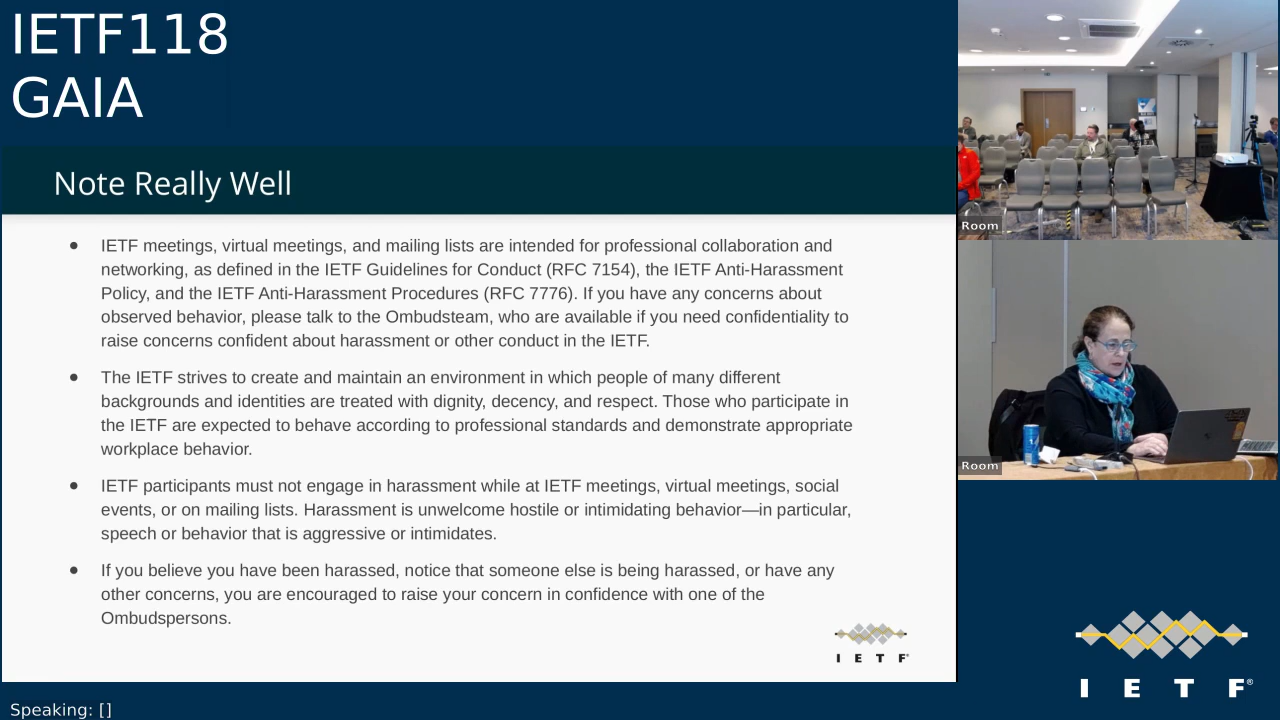 IETF118
GAIA
Note Really Well
● IETF meetings, virtual meetings, and mailing lists are intended for professional collaboration and
networking, as defined in the IETF Guidelines for Conduct (RFC 7154), the IETF Anti-Harassment
Policy, and the IETF Anti-Harassment Procedures (RFC 7776). If you have any concerns about
observed behavior, please talk to the Ombudsteam, who are available if you need confidentiality to
raise concerns confident about harassment or other conduct in the IETF.
● The IETF strives to create and maintain an environment in which people of many different
backgrounds and identities are treated with dignity, decency, and respect. Those who participate in
the IETF are expected to behave according to professional standards and demonstrate appropriate
workplace behavior.
● IETF participants must not engage in harassment while at IETF meetings, virtual meetings, social
events, or on mailing lists. Harassment is unwelcome hostile or intimidating behavior—in particular,
speech or behavior that is aggressive or intimidates.
● If you believe you have been harassed, notice that someone else is being harassed, or have any
other concerns, you are encouraged to raise your concern in confidence with one of the
Ombudspersons.
I E T F®
Speaking: []
Room
Room
I E T F®